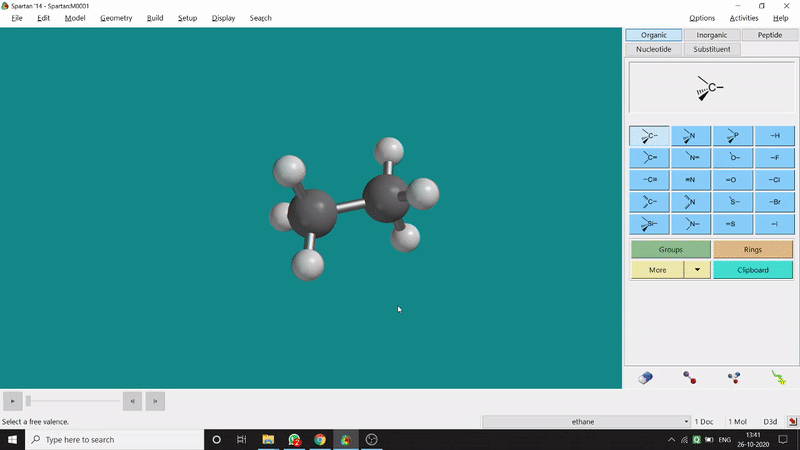 Spartan '14 - Spartan:M0001
File Edit Model Geometry Build Setup Display Search Options Activities Help
Organic Inorganic Peptide
Nucleotide Substituent
C
C N P -H
C= N= O- -F
-C≡ ≡N =O -Cl
C N S- -Br
Si N- =S -I
Groups Rings
More Clipboard
Select a free valence.
ethane 1 Doc 1 Mol D3d
Type here to search
2
ENG
13:41
26-10-2020